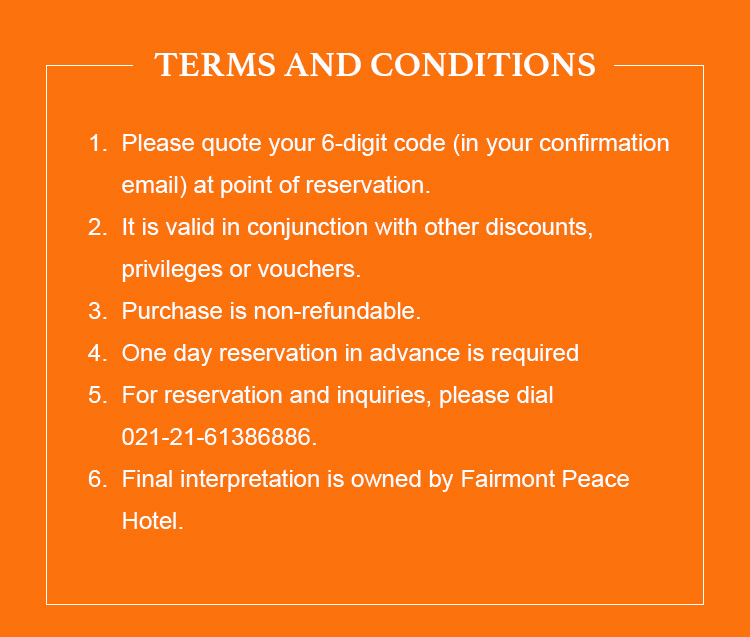 TERMS AND CONDITIONS
1. Please quote your 6-digit code (in your confirmation
email) at point of reservation.
2. It is valid in conjunction with other discounts,
privileges or vouchers.
3. Purchase is non-refundable.
4. One day reservation in advance is required
5. For reservation and inquiries, please dial
021-21-61386886.
6. Final interpretation is owned by Fairmont Peace
Hotel.